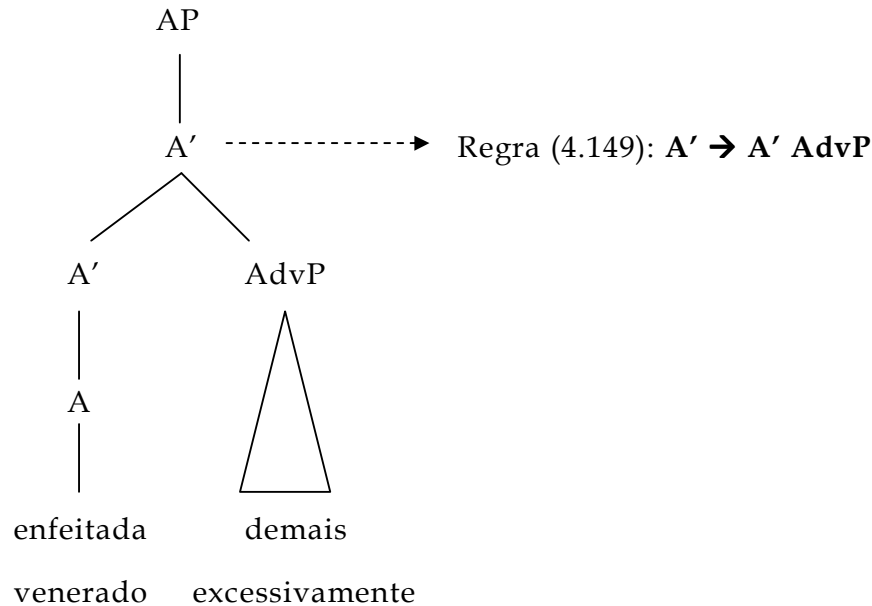 AP
A′ Regra (4.149): A′ → A′ AdvP
A′ AdvP
A
enfeitada demais
venerado excessivamente